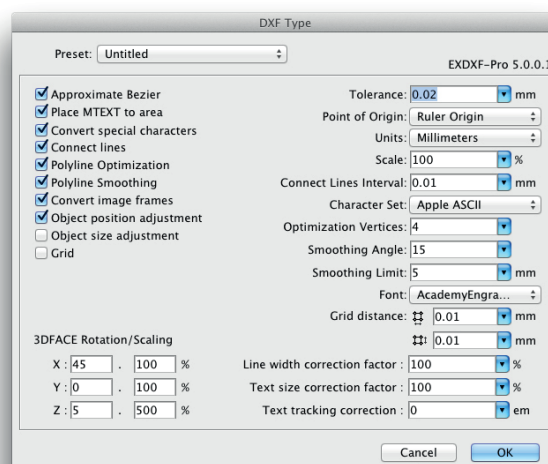 DXF Type
Preset: Untitled
EXDXF-Pro 5.0.0.1
Approximate Bezier
Place MTEXT to area
Convert special characters
Connect lines
Polyline Optimization
Polyline Smoothing
Convert image frames
Object position adjustment
Object size adjustment
Grid
Tolerance: 0.02 mm
Point of Origin: Ruler Origin
Units: Millimeters
Scale: 100 %
Connect Lines Interval: 0.01 mm
Character Set: Apple ASCII
Optimization Vertices: 4
Smoothing Angle: 15
Smoothing Limit: 5 mm
Font: AcademyEngra...
Grid distance: 0.01 mm
0.01 mm
3DFACE Rotation/Scaling
X : 45 . 100 %
Y : 0 . 100 %
Z : 5 . 500 %
Line width correction factor : 100 %
Text size correction factor : 100 %
Text tracking correction : 0 em
Cancel
OK